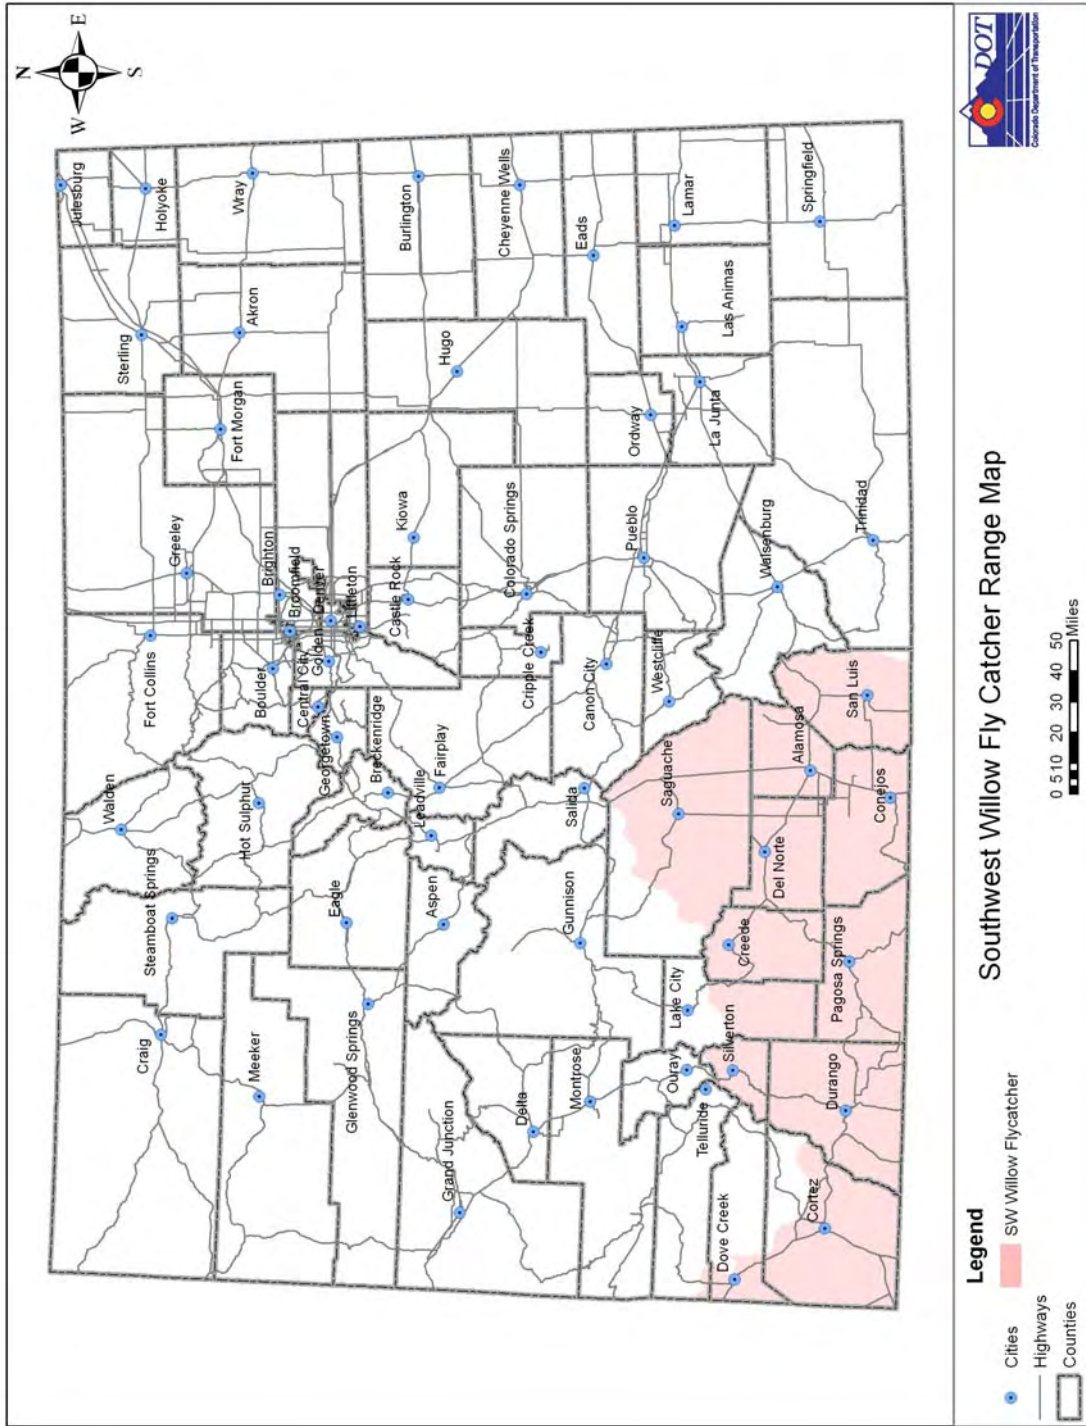 N
W
E
S
Julesburg
Holyoke
Sterling
Walden
Fort Collins
Craig
Steamboat Springs
Greeley
Wray
Akron
Fort Morgan
Meeker
Hot Sulphur
Boulder
Brighton
Broomfield
Central City
Golden
Denver
Georgetown
Littleton
Eagle
Glenwood Springs
Breckenridge
Castle Rock
Kiowa
Burlington
Aspen
Leadville
Fairplay
Hugo
Grand Junction
Cheyenne Wells
Colorado Springs
Cripple Creek
Delta
Eads
Montrose
Gunnison
Salida
Canon City
Pueblo
Ordway
Lamar
Westcliffe
Las Animas
La Junta
Ouray
Lake City
Saguache
Telluride
Silverton
Creede
Dove Creek
Del Norte
Alamosa
Walsenburg
Springfield
Cortez
Durango
Pagosa Springs
San Luis
Conejos
Trinidad
Legend
Cities
Highways
Counties
SW Willow Flycatcher
Southwest Willow Fly Catcher Range Map
0 5 10 20 30 40 50
Miles
DOT
Colorado Department of Transportation